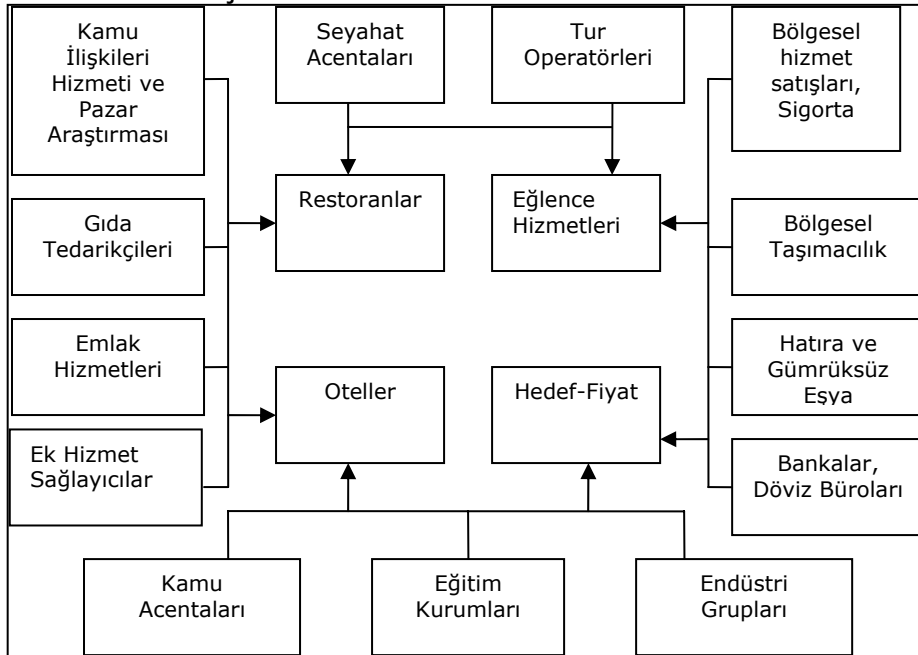 Kamu
İlişkileri
Hizmeti ve
Pazar
Araştırması
Seyahat
Acentaları
Tur
Operatörleri
Bölgesel
hizmet
satışları,
Sigorta
Restoranlar
Eğlence
Hizmetleri
Gıda
Tedarikçileri
Bölgesel
Taşımacılık
Emlak
Hizmetleri
Oteller
Hedef-Fiyat
Hatıra ve
Gümrüksüz
Eşya
Ek Hizmet
Sağlayıcılar
Bankalar,
Döviz Büroları
Kamu
Acentaları
Eğitim
Kurumları
Endüstri
Grupları